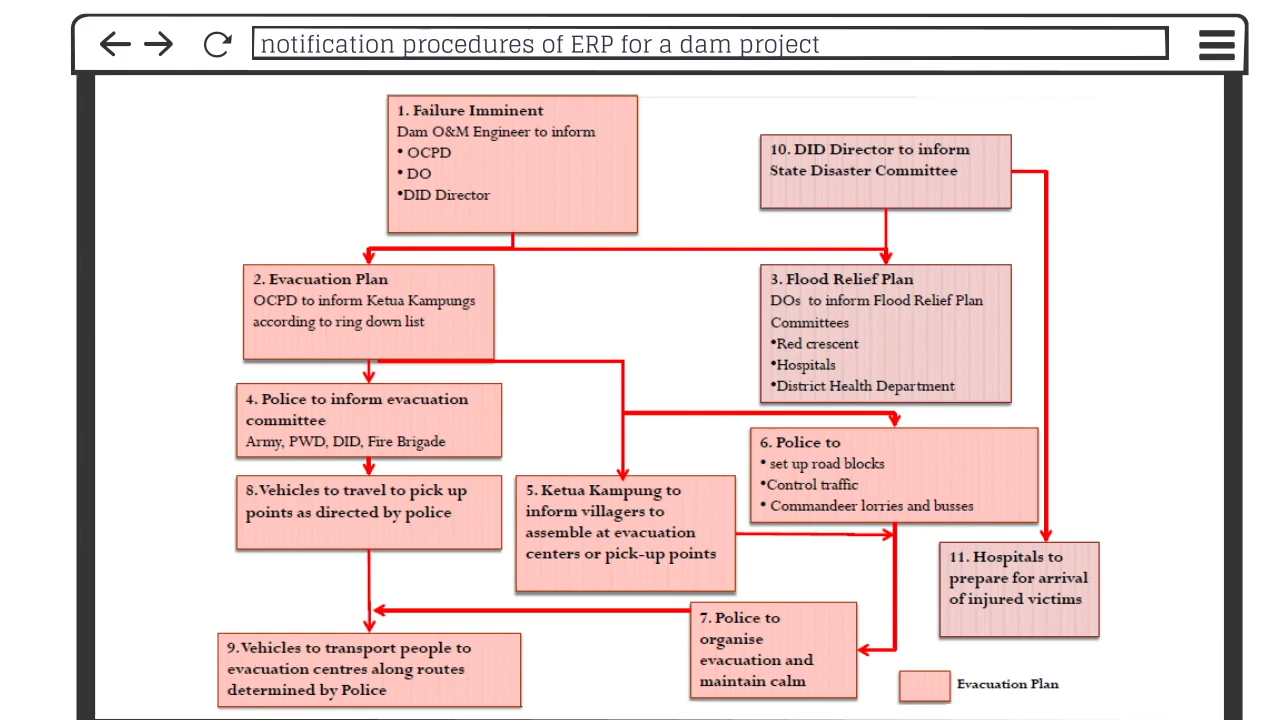 notification procedures of ERP for a dam project
1. Failure Imminent
Dam O&M Engineer to inform
• OCPD
• DO
•DID Director
10. DID Director to inform
State Disaster Committee
2. Evacuation Plan
OCPD to inform Ketua Kampungs
according to ring down list
3. Flood Relief Plan
DOs to inform Flood Relief Plan
Committees
•Red crescent
•Hospitals
•District Health Department
4. Police to inform evacuation
committee
Army, PWD, DID, Fire Brigade
8. Vehicles to travel to pick up
points as directed by police
5. Ketua Kampung to
inform villagers to
assemble at evacuation
centers or pick-up points
6. Police to
• set up road blocks
•Control traffic
• Commandeer lorries and busses
11. Hospitals to
prepare for arrival
of injured victims
7. Police to
organise
evacuation and
maintain calm
9. Vehicles to transport people to
evacuation centres along routes
determined by Police
Evacuation Plan